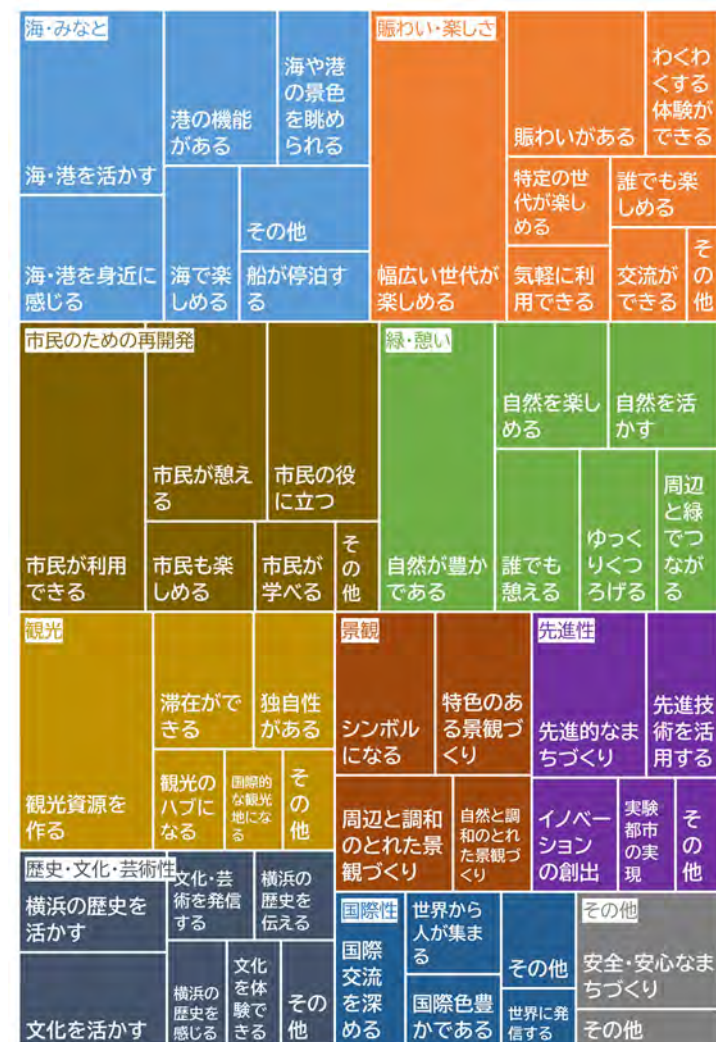 海・みなと
海・港を活かす
港の機能
がある
海や港
の景色
を眺め
られる
海・港を身近に
感じる
海で楽
しめる
その他
船が停泊す
る
賑わい・楽しさ
幅広い世代が
楽しめる
賑わいがある
わくわ
くする
体験が
できる
特定の世
代が楽し
める
誰でも楽
しめる
気軽に利
用できる
交流が
できる
そ
の
他
市民のための再開発
市民が利用
できる
市民が憩え
る
市民の役
に立つ
市民も楽
しめる
市民が
学べる
そ
の
他
緑・憩い
自然が豊か
である
自然を楽し
める
自然を活
かす
誰でも
憩える
ゆっく
りくつ
ろげる
周辺
と緑
でつ
なが
る
観光
観光資源を
作る
滞在がで
きる
独自性
がある
観光の
ハブに
なる
国際的
な観光
地にな
る
そ
の
他
景観
シンボル
になる
特色のあ
る景観づ
くり
周辺と調和
のとれた景
観づくり
自然と調
和のとれ
た景観づ
くり
先進性
先進的なま
ちづくり
先進技
術を活
用する
イノベー
ション
の創出
実験
都市
の実
現
そ
の
他
歴史・文化・芸術性
横浜の歴史を
活かす
文化を活かす
文化・芸
術を発信
する
横浜の
歴史を
伝える
横浜の
歴史を
感じる
文化
を体
験で
きる
その
他
国際性
国際
交流
を深
める
世界から
人が集ま
る
国際色豊
かである
その他
世界に発
信する
その他
安全・安心なま
ちづくり
その他